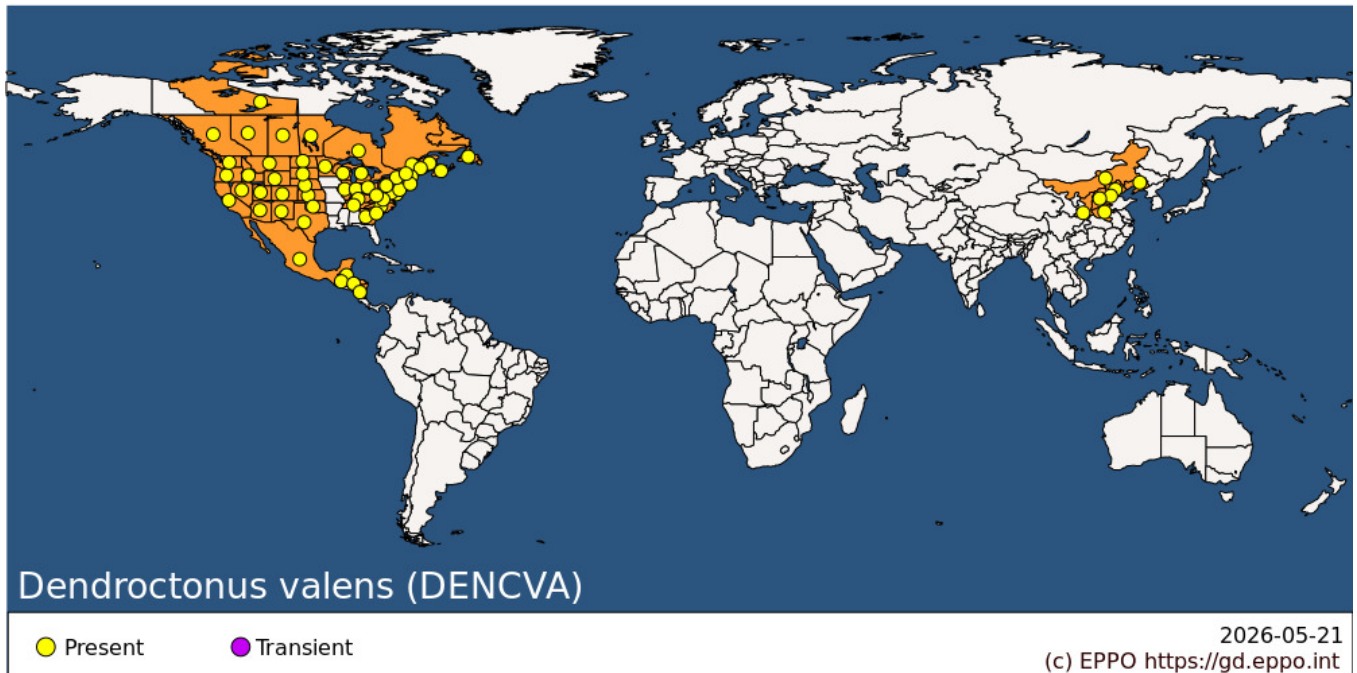 Dendroctonus valens (DENCVA)
Present
Transient
2026-05-21
(c) EPPO https://gd.eppo.int